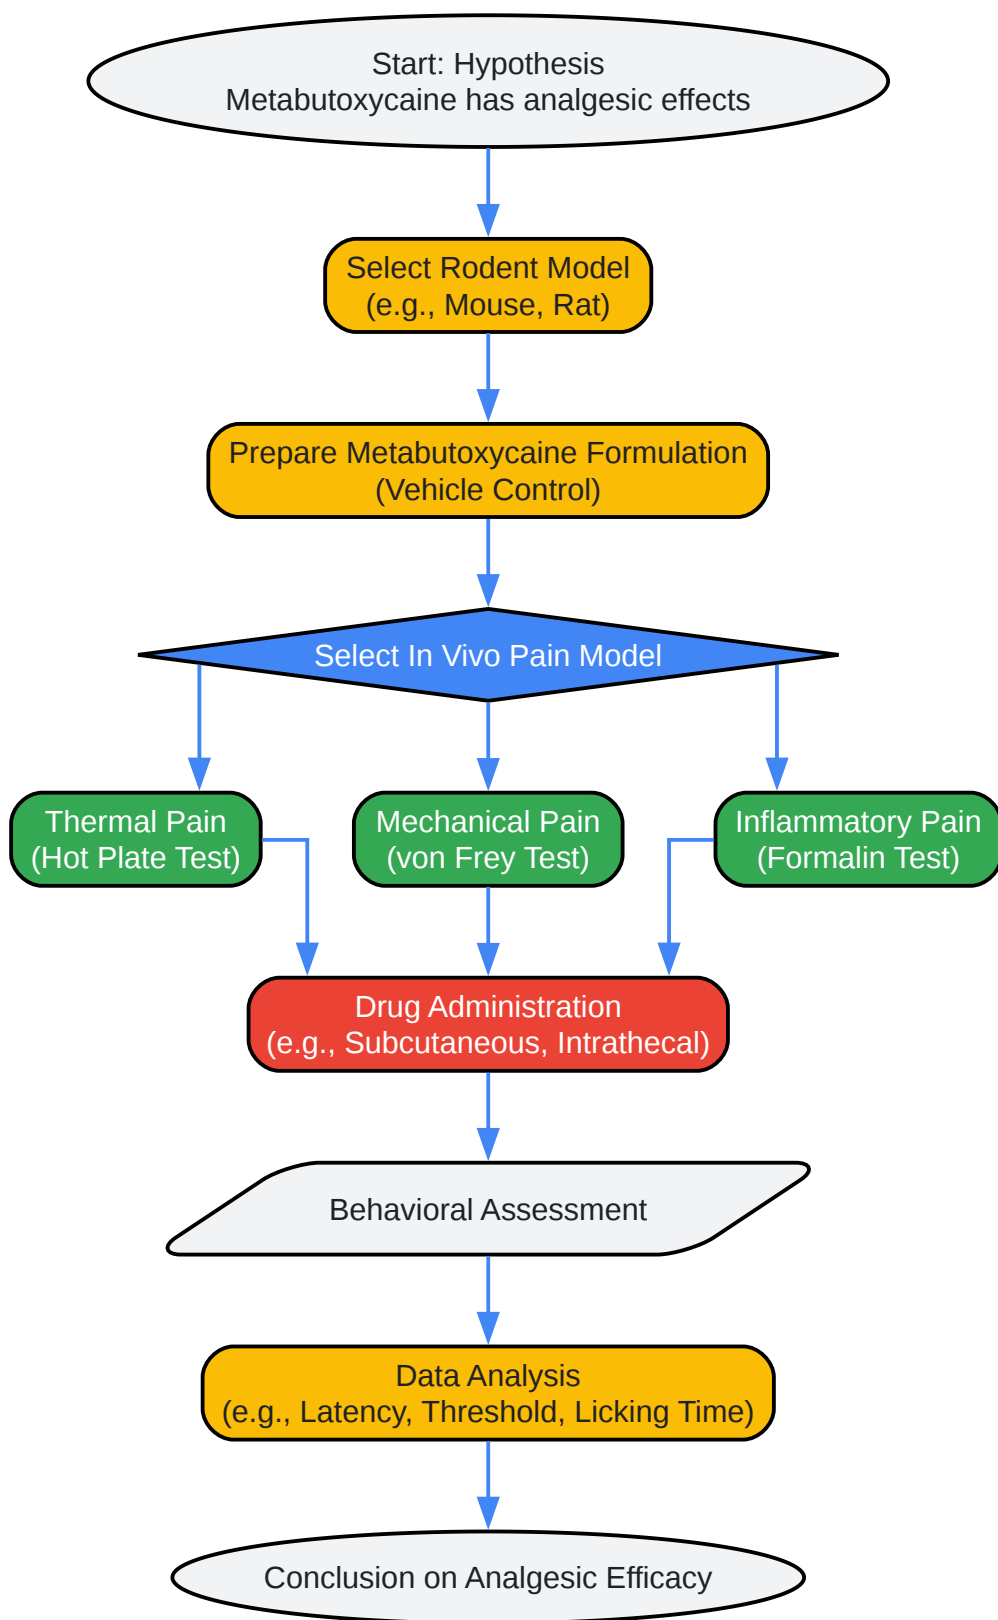 Start: Hypothesis
Metabutoxycaine has analgesic effects
Select Rodent Model
(e.g., Mouse, Rat)
Prepare Metabutoxycaine Formulation
(Vehicle Control)
Select In Vivo Pain Model
Thermal Pain
(Hot Plate Test)
Mechanical Pain
(von Frey Test)
Inflammatory Pain
(Formalin Test)
Drug Administration
(e.g., Subcutaneous, Intrathecal)
Behavioral Assessment
Data Analysis
(e.g., Latency, Threshold, Licking Time)
Conclusion on Analgesic Efficacy